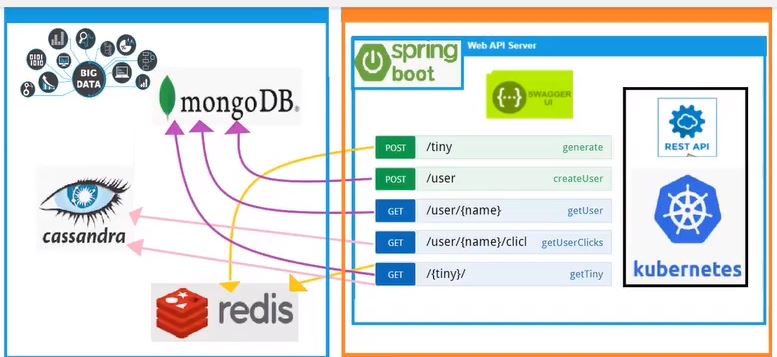 BIG
DATA
mongoDB®
cassandra
redis
spring
boot
Web API Server
SWAGGER
UI
POST /tiny generate
POST /user createUser
GET /user/{name} getUser
GET /user/{name}/clicl getUserClicks
GET /{tiny}/ getTiny
REST API
kubernetes